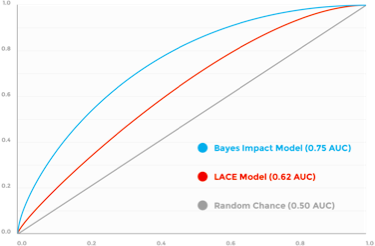 1.0
0.8
0.6
0.4
0.2
0.0
Bayes Impact Model (0.75 AUC)
LACE Model (0.62 AUC)
Random Chance (0.50 AUC)
0.0 0.2 0.4 0.6 0.8 1.0